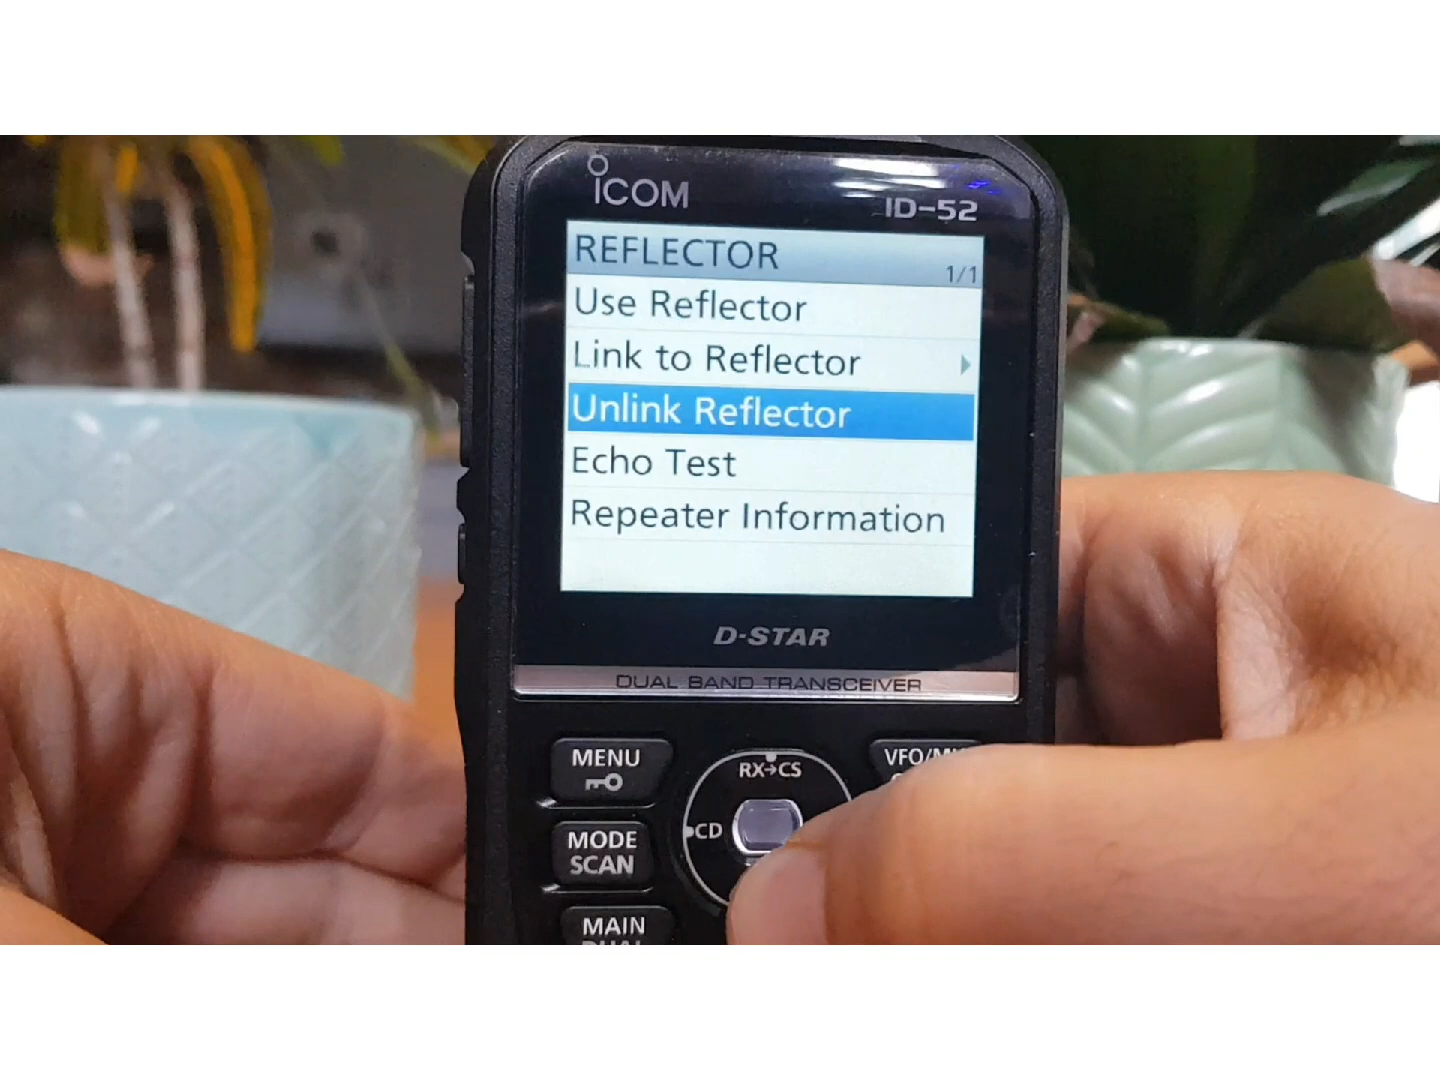 ICOM
ID-52
REFLECTOR
1/1
Use Reflector
Link to Reflector
Unlink Reflector
Echo Test
Repeater Information
D-STAR
DUAL BAND TRANSCEIVER
MENU
RX→CS
CD
MODE
SCAN
MAIN
DUAL